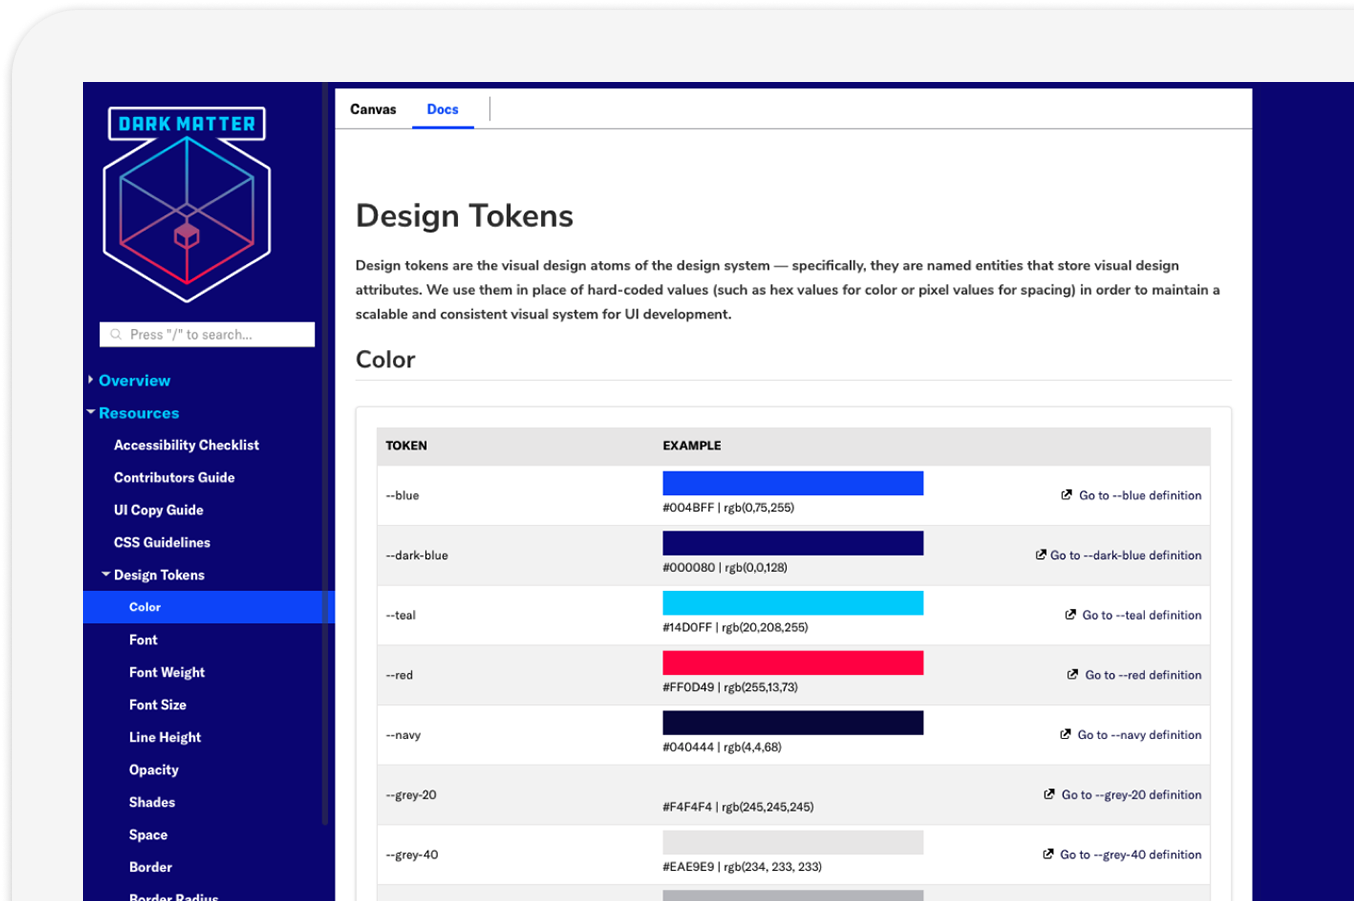 DARK MATTER
Press "/" to search...
Overview
Resources
Accessibility Checklist
Contributors Guide
UI Copy Guide
CSS Guidelines
Design Tokens
Color
Font
Font Weight
Font Size
Line Height
Opacity
Shades
Space
Border
Border Radius
Canvas Docs
Design Tokens
Design tokens are the visual design atoms of the design system — specifically, they are named entities that store visual design
attributes. We use them in place of hard-coded values (such as hex values for color or pixel values for spacing) in order to maintain a
scalable and consistent visual system for UI development.
Color
TOKEN EXAMPLE
--blue #004BFF | rgb(0,75,255) Go to --blue definition
--dark-blue #000080 | rgb(0,0,128) Go to --dark-blue definition
--teal #14D0FF | rgb(20,208,255) Go to --teal definition
--red #FF0D49 | rgb(255,13,73) Go to --red definition
--navy #040444 | rgb(4,4,68) Go to --navy definition
--grey-20 #F4F4F4 | rgb(245,245,245) Go to --grey-20 definition
--grey-40 #EAE9E9 | rgb(234, 233, 233) Go to --grey-40 definition